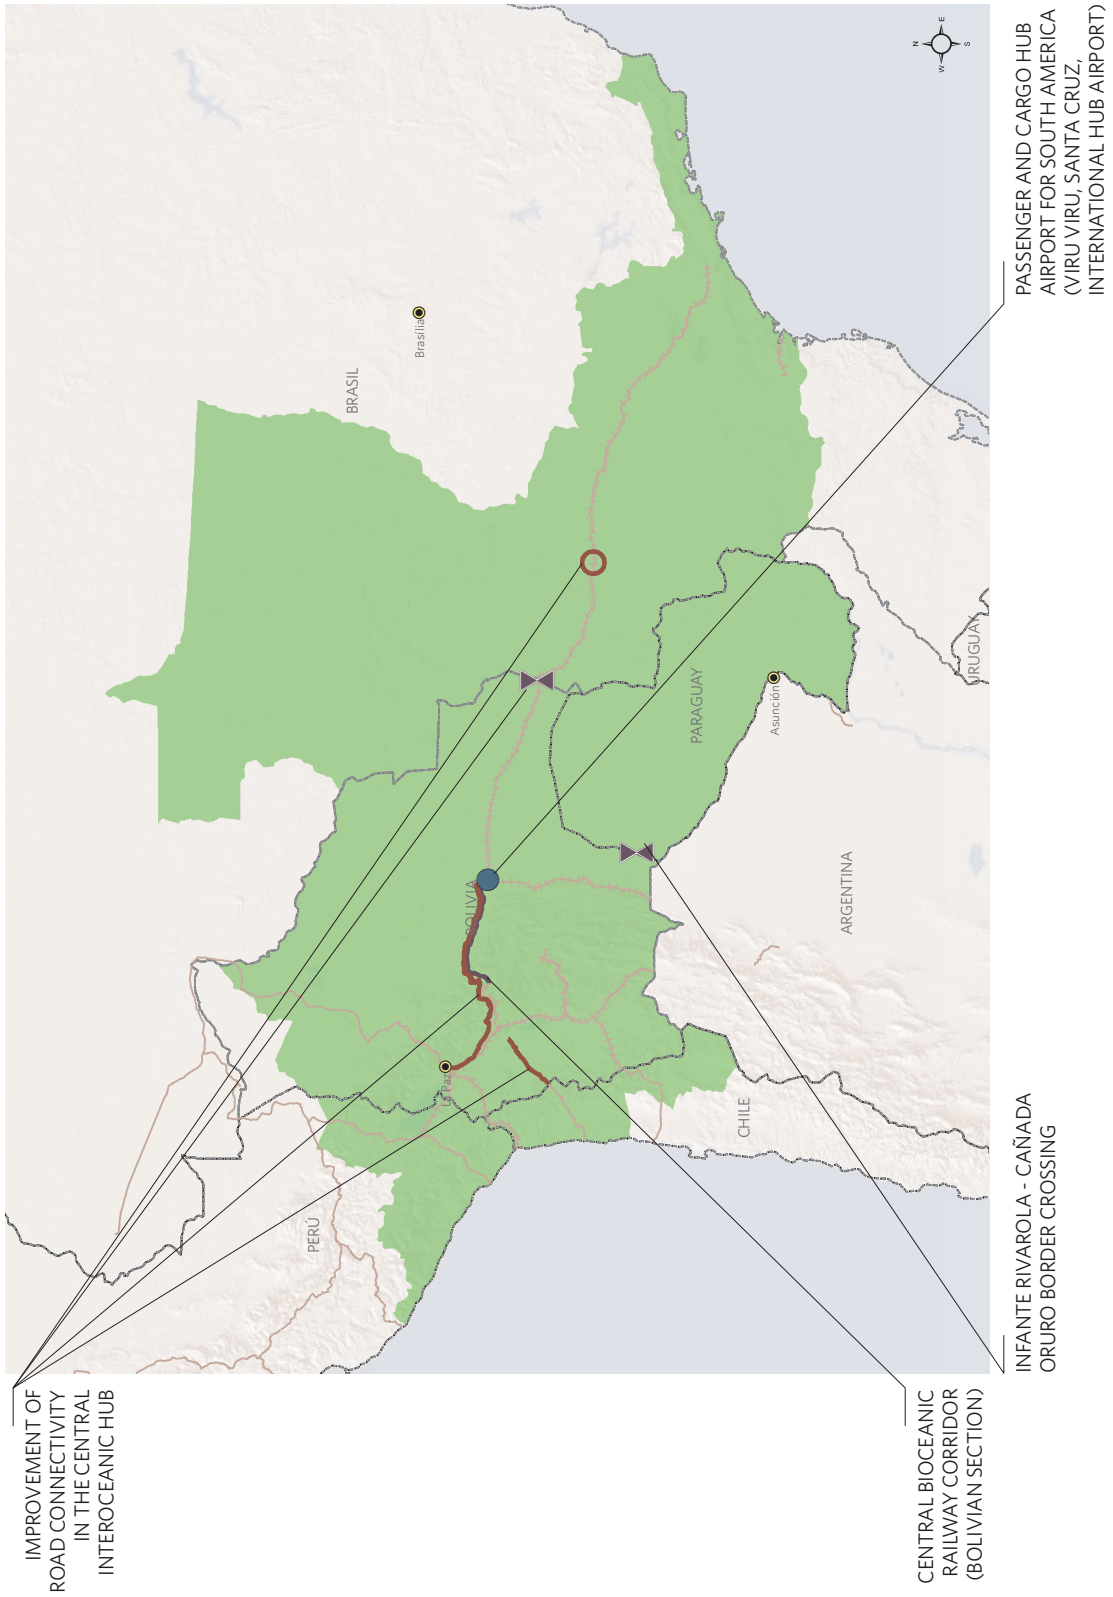 IMPROVEMENT OF
ROAD CONNECTIVITY
IN THE CENTRAL
INTEROCEANIC HUB
BRASIL
Brasília
N
W
E
S
PERÚ
La Paz
BOLIVIA
PARAGUAY
Asunción
CHILE
ARGENTINA
URUGUAY
CENTRAL BIOCEANIC
RAILWAY CORRIDOR
(BOLIVIAN SECTION)
INFANTE RIVAROLA - CAÑADA
ORURO BORDER CROSSING
PASSENGER AND CARGO HUB
AIRPORT FOR SOUTH AMERICA
(VIRU VIRU, SANTA CRUZ,
INTERNATIONAL HUB AIRPORT)